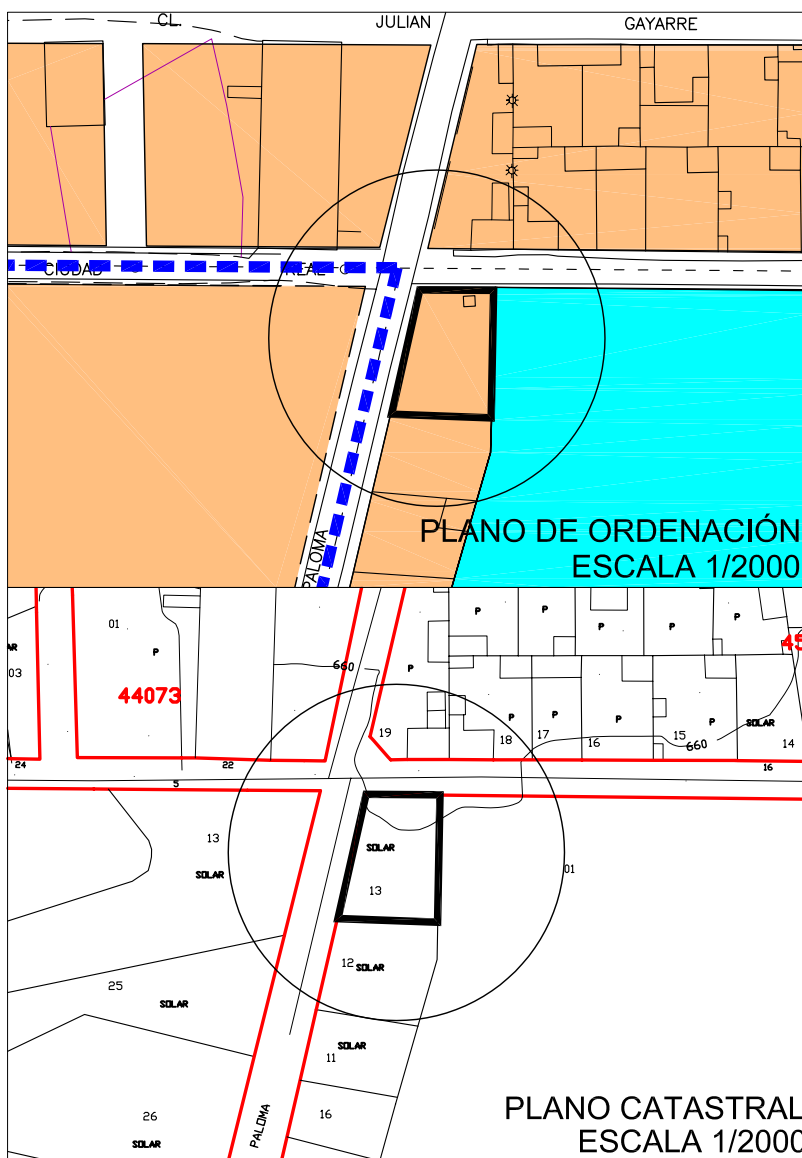 CL
JULIAN
GAYARRE
CIUDAD
REAL
PALOMA
PLANO DE ORDENACIÓN
ESCALA 1/2000
01
P
P
P
P
P
P
AR
03
P
44073
660
P
45
19
18
P
17
P
16
P
15
P
SOLAR
14
660
24
22
16
5
13
SOLAR
SOLAR
13
01
12
SOLAR
25
SOLAR
SOLAR
11
26
SOLAR
16
PALOMA
PLANO CATASTRAL
ESCALA 1/2000